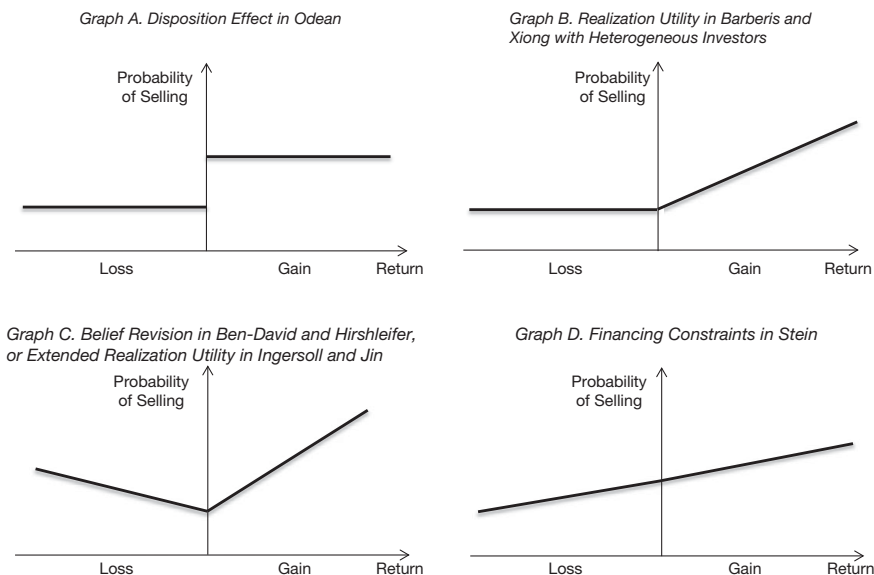 Graph A. Disposition Effect in Odean
Probability
of Selling
Loss
Gain
Return
Graph B. Realization Utility in Barberis and
Xiong with Heterogeneous Investors
Probability
of Selling
Loss
Gain
Return
Graph C. Belief Revision in Ben-David and Hirshleifer,
or Extended Realization Utility in Ingersoll and Jin
Probability
of Selling
Loss
Gain
Return
Graph D. Financing Constraints in Stein
Probability
of Selling
Loss
Gain
Return